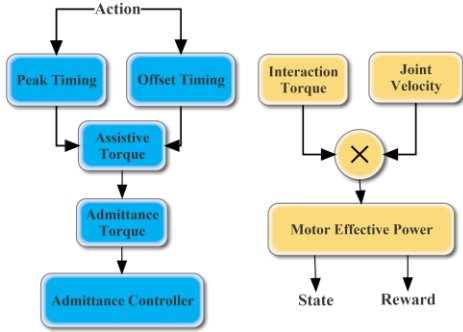 Action
Peak Timing
Offset Timing
Assistive
Torque
Admittance
Torque
Admittance Controller
Interaction
Torque
Joint
Velocity
×
Motor Effective Power
State
Reward